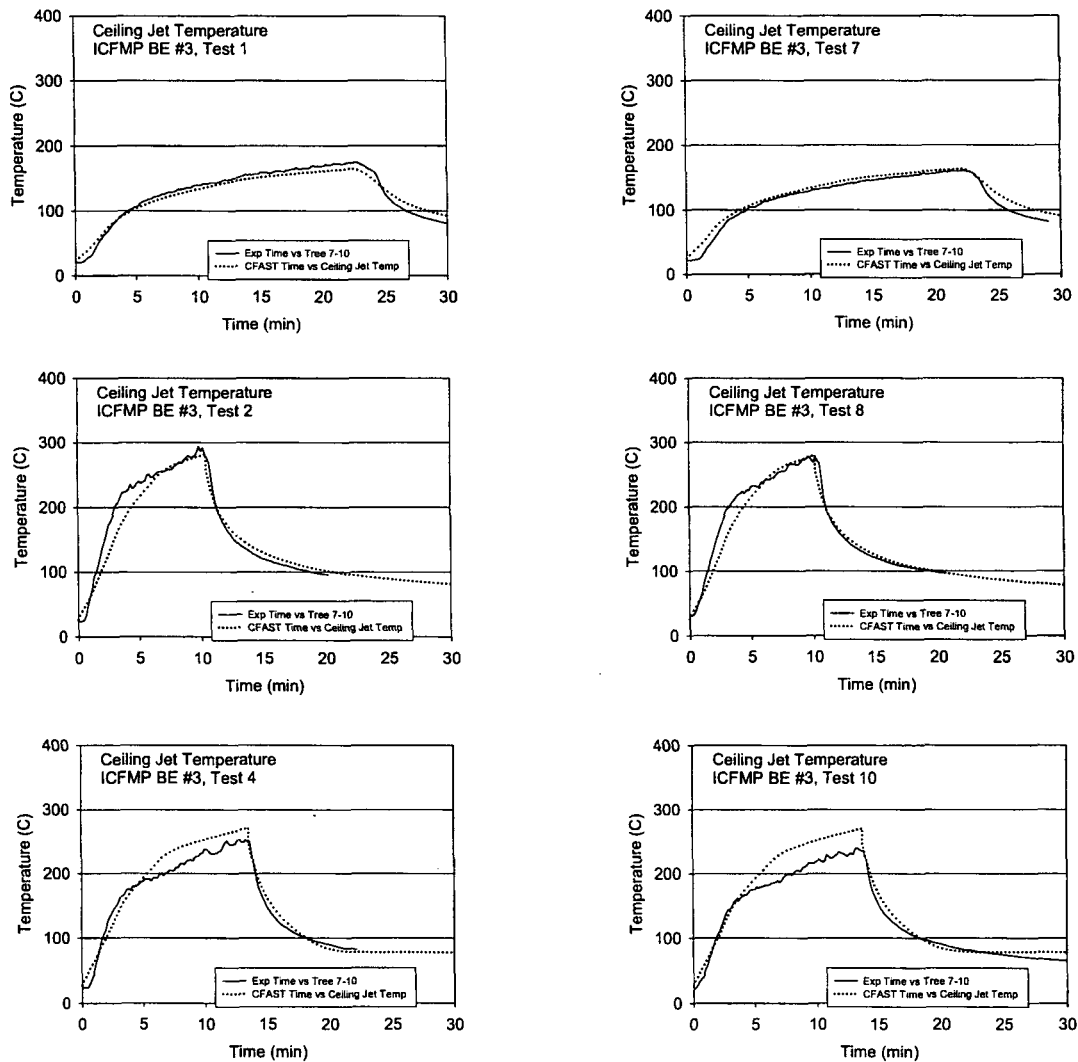 Ceiling Jet Temperature
ICFMP BE #3, Test 1
400
300
200
100
0
Temperature (C)
Exp Time vs Tree 7-10
CFAST Time vs Ceiling Jet Temp
0 5 10 15 20 25 30
Time (min)
Ceiling Jet Temperature
ICFMP BE #3, Test 7
400
300
200
100
0
Temperature (C)
Exp Time vs Tree 7-10
CFAST Time vs Ceiling Jet Temp
0 5 10 15 20 25 30
Time (min)
Ceiling Jet Temperature
ICFMP BE #3, Test 2
400
300
200
100
0
Temperature (C)
Exp Time vs Tree 7-10
CFAST Time vs Ceiling Jet Temp
0 5 10 15 20 25 30
Time (min)
Ceiling Jet Temperature
ICFMP BE #3, Test 8
400
300
200
100
0
Temperature (C)
Exp Time vs Tree 7-10
CFAST Time vs Ceiling Jet Temp
0 5 10 15 20 25 30
Time (min)
Ceiling Jet Temperature
ICFMP BE #3, Test 4
400
300
200
100
0
Temperature (C)
Exp Time vs Tree 7-10
CFAST Time vs Ceiling Jet Temp
0 5 10 15 20 25 30
Time (min)
Ceiling Jet Temperature
ICFMP BE #3, Test 10
400
300
200
100
0
Temperature (C)
Exp Time vs Tree 7-10
CFAST Time vs Ceiling Jet Temp
0 5 10 15 20 25 30
Time (min)